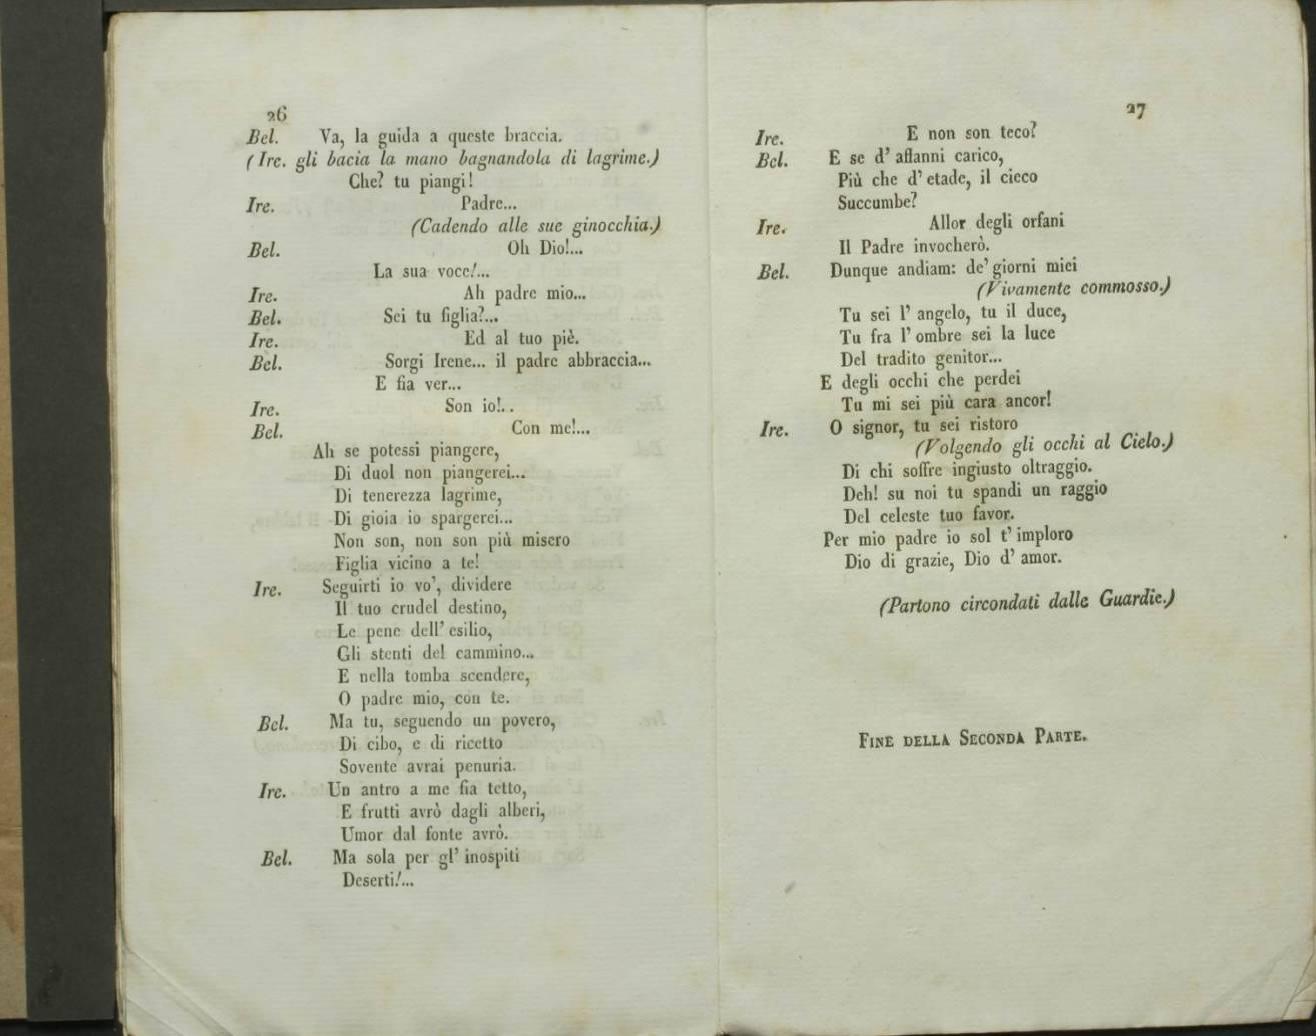 26
Bel. Va, la guida a queste braccia.
(Ire. gli bacia la mano bagnandola di lagrime.)
Che? tu piangi!
Ire. Padre...
(Cadendo alle sue ginocchia.)
Bel. Oh Dio!...
La sua voce!...
Ire. Ah padre mio...
Bel. Sei tu figlia?...
Ire. Ed al tuo piè.
Bel. Sorgi Irene... il padre abbraccia...
E fia ver...
Ire. Son io!..
Bel. Con me!...
Ah se potessi piangere,
Di duol non piangerei...
Di tenerezza lagrime,
Di gioia io spargerei...
Non son, non son più misero
Figlia vicino a te!
Ire. Seguirti io vo', dividere
Il tuo crudel destino,
Le pene dell' esilio,
Gli stenti del cammino...
E nella tomba scendere,
O padre mio, con te.
Bel. Ma tu, seguendo un povero,
Di cibo, e di ricetto
Sovente avrai penuria.
Ire. Un antro a me fia tetto,
E frutti avrò dagli alberi,
Umor dal fonte avrò.
Bel. Ma sola per gl' inospiti
Deserti!...
27
Ire. E non son teco?
Bel. E se d' affanni carico,
Più che d' etade, il cieco
Succumbe?
Ire. Allor degli orfani
Il Padre invocherò.
Bel. Dunque andiam: de' giorni miei
(Vivamente commosso.)
Tu sei l' angelo, tu il duce,
Tu fra l' ombre sei la luce
Del tradito genitor...
E degli occhi che perdei
Tu mi sei più cara ancor!
Ire. O signor, tu sei ristoro
(Volgendo gli occhi al Cielo.)
Di chi soffre ingiusto oltraggio.
Deh! su noi tu spandi un raggio
Del celeste tuo favor.
Per mio padre io sol t' imploro
Dio di grazie, Dio d' amor.
(Partono circondati dalle Guardie.)
FINE DELLA SECONDA PARTE.